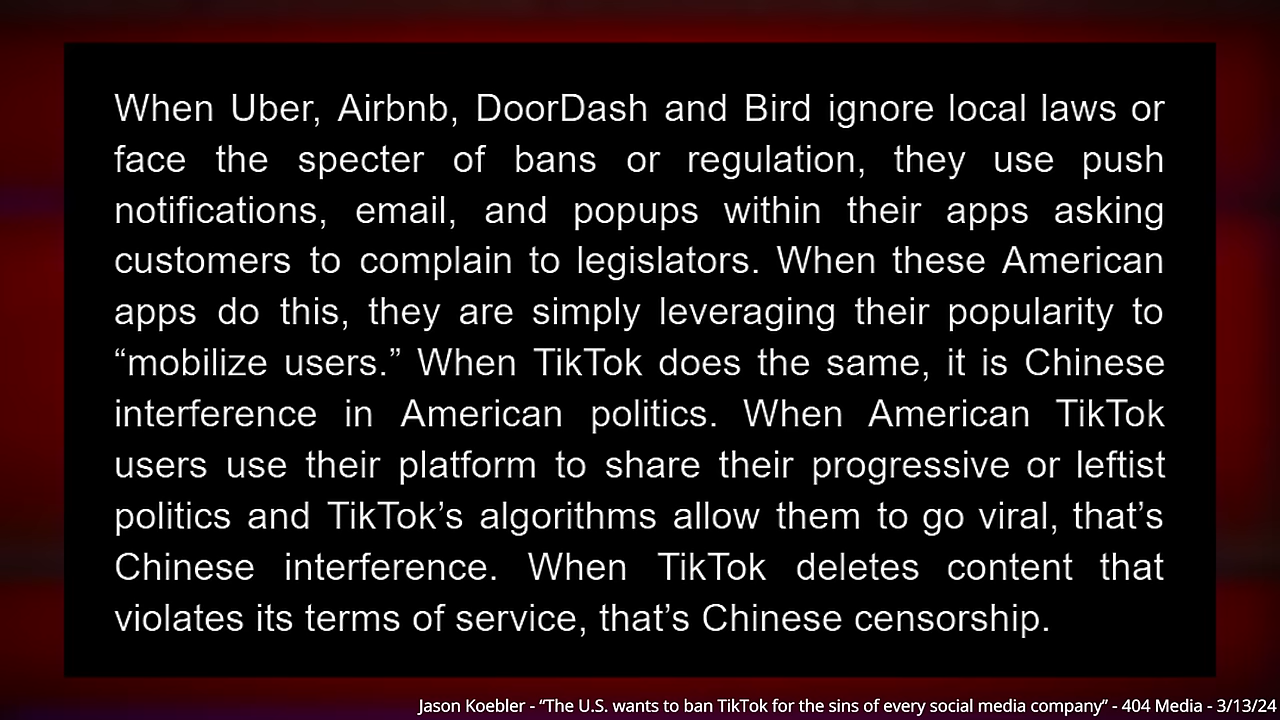 When Uber, Airbnb, DoorDash and Bird ignore local laws or
face the specter of bans or regulation, they use push
notifications, email, and popups within their apps asking
customers to complain to legislators. When these American
apps do this, they are simply leveraging their popularity to
“mobilize users.” When TikTok does the same, it is Chinese
interference in American politics. When American TikTok
users use their platform to share their progressive or leftist
politics and TikTok’s algorithms allow them to go viral, that’s
Chinese interference. When TikTok deletes content that
violates its terms of service, that’s Chinese censorship.
Jason Koebler - “The U.S. wants to ban TikTok for the sins of every social media company” - 404 Media - 3/13/24